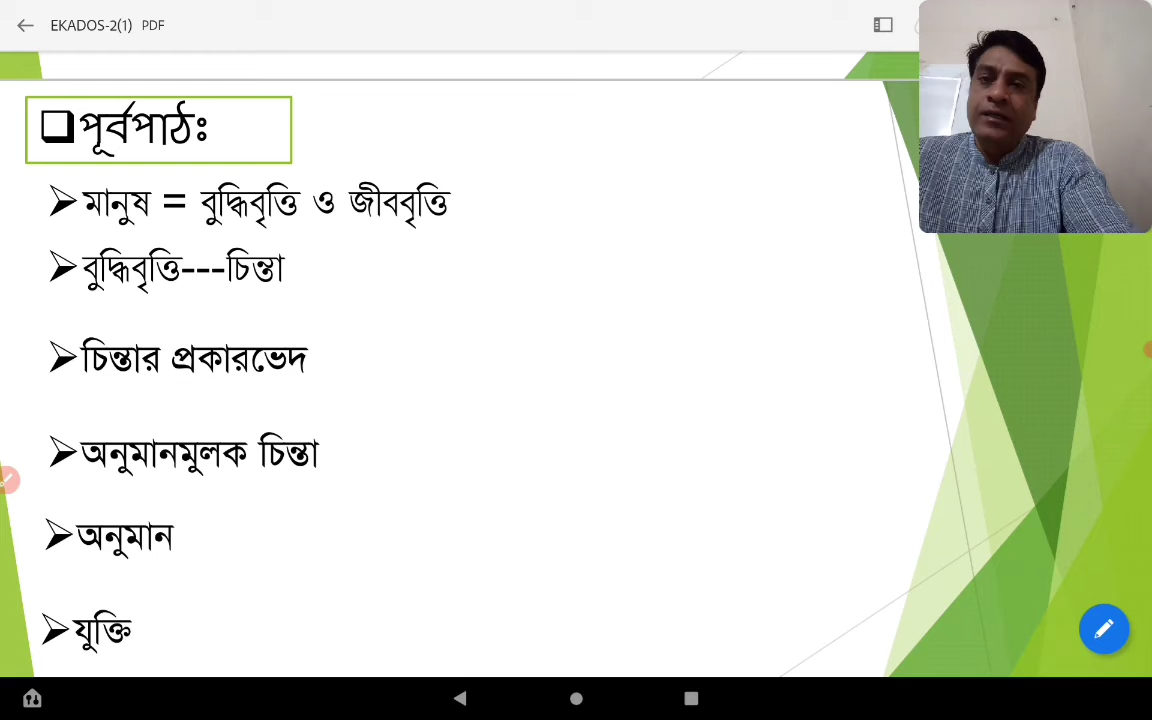 EKADOS-2(1) PDF
❑পূর্বপাঠঃ
➢মানুষ = বুদ্ধিবৃত্তি ও জীববৃত্তি
➢বুদ্ধিবৃত্তি---চিন্তা
➢চিন্তার প্রকারভেদ
➢অনুমানমুলক চিন্তা
➢অনুমান
➢যুক্তি